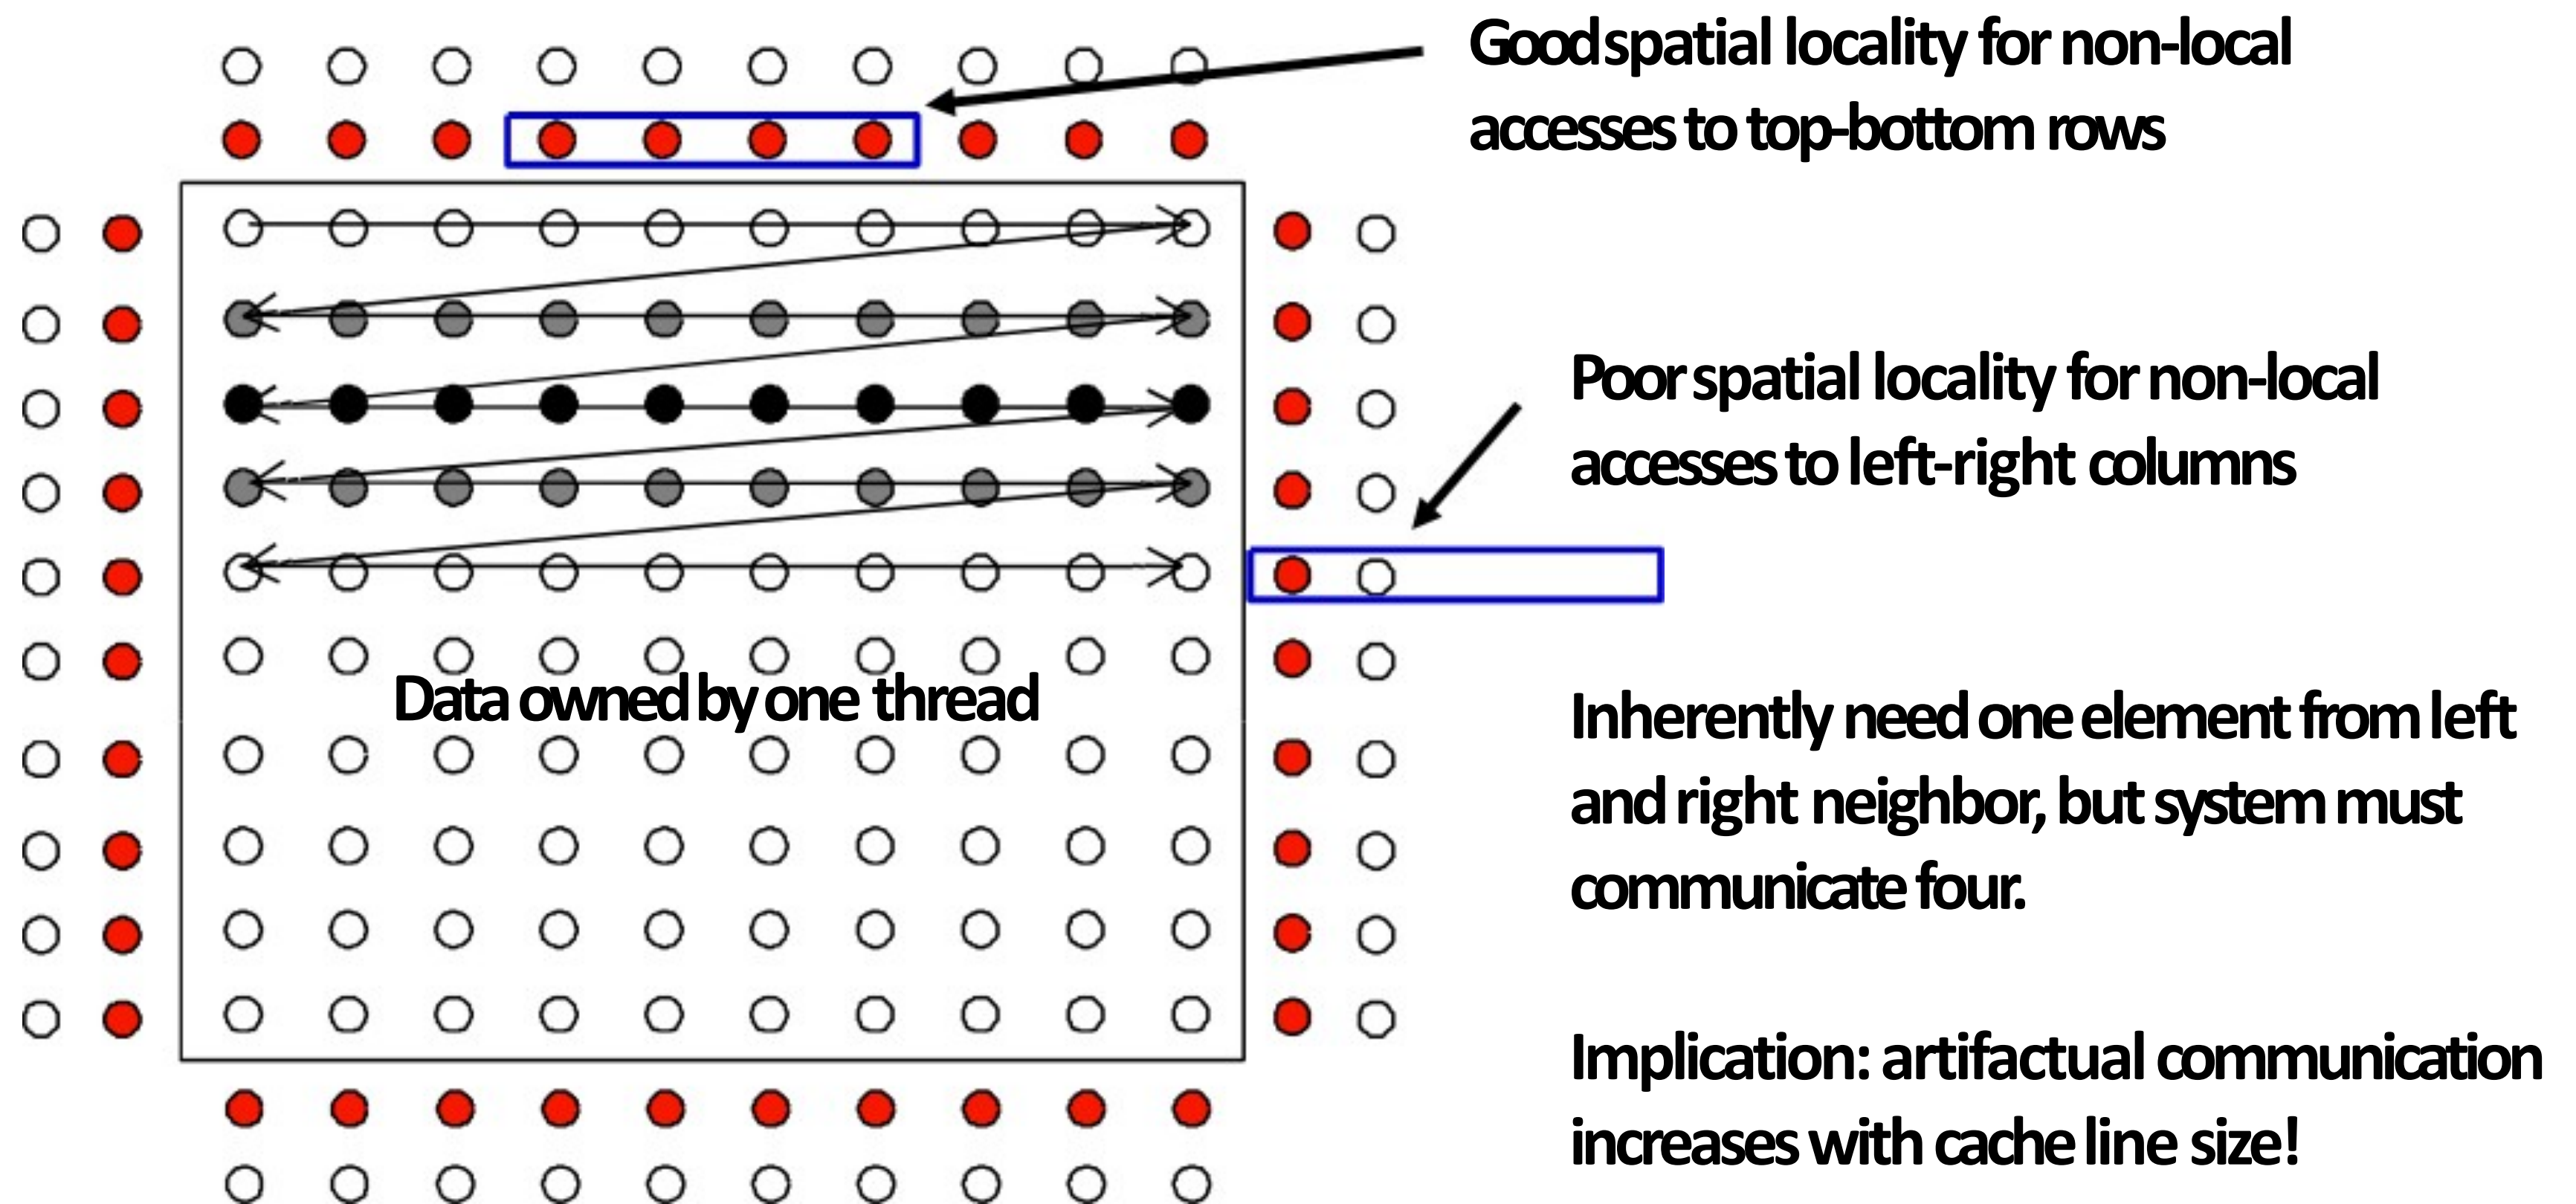 Good spatial locality for non-local
accesses to top-bottom rows
Poor spatial locality for non-local
accesses to left-right columns
Data owned by one thread
Inherently need one element from left
and right neighbor, but system must
communicate four.
Implication: artifactual communication
increases with cache line size!